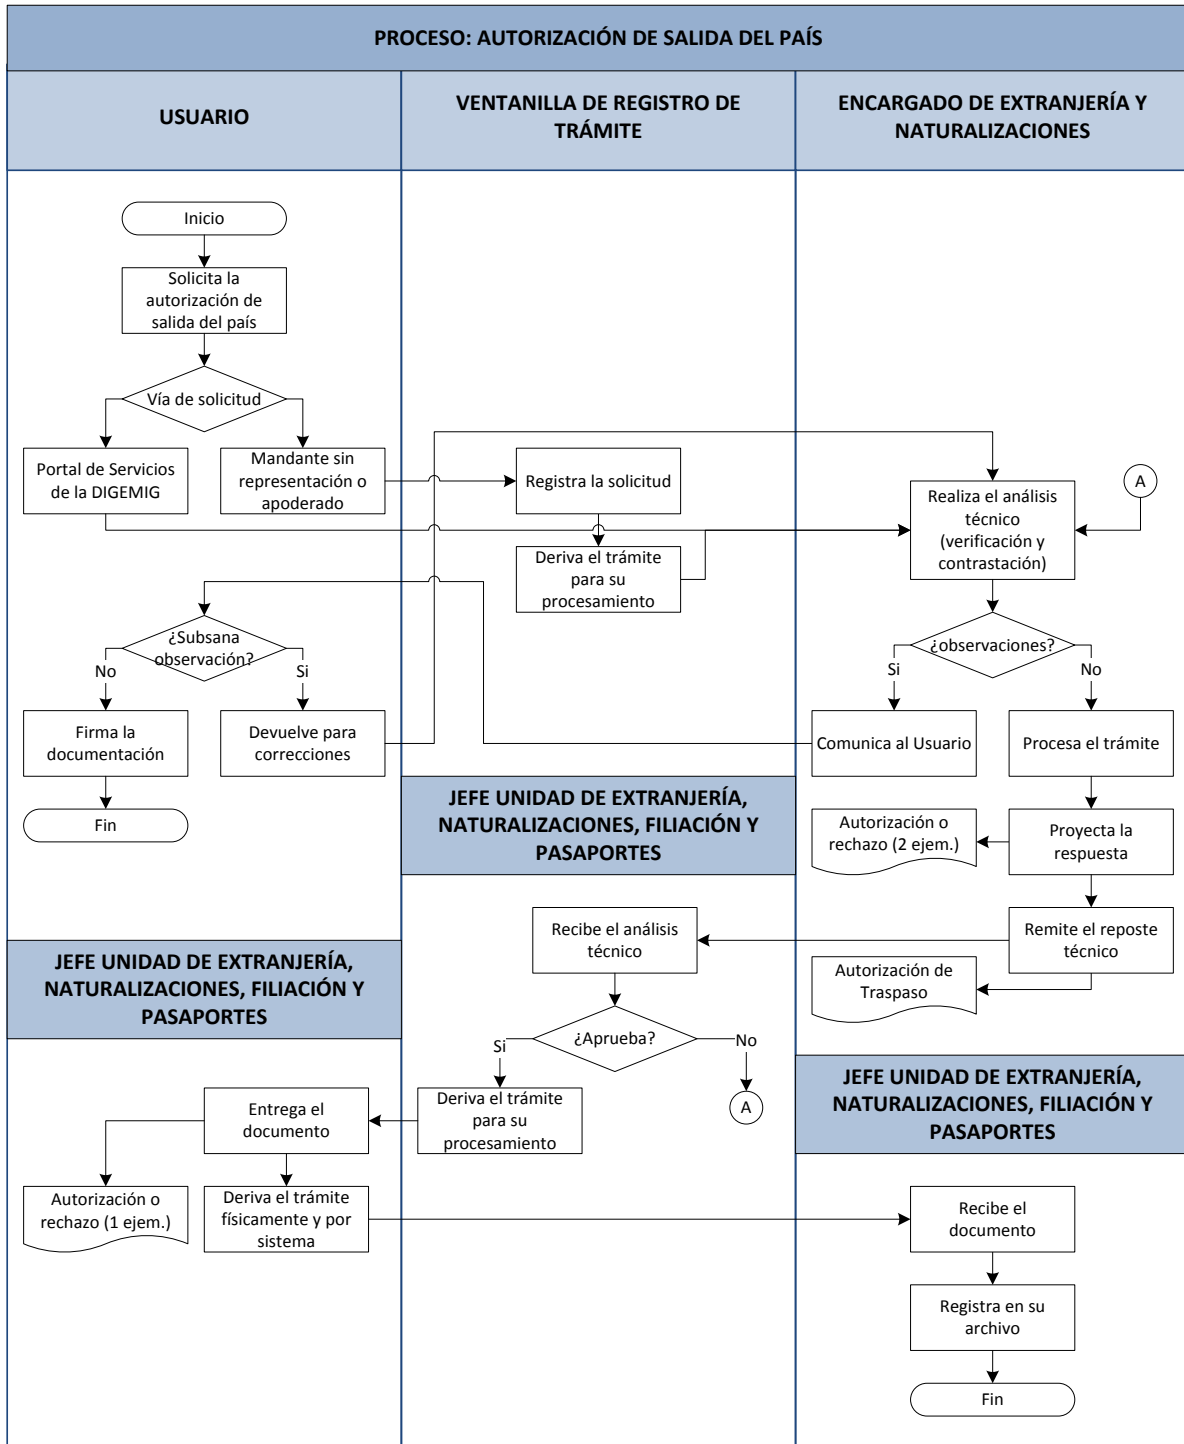 PROCESO: AUTORIZACIÓN DE SALIDA DEL PAÍS
USUARIO
VENTANILLA DE REGISTRO DE
TRÁMITE
ENCARGADO DE EXTRANJERÍA Y
NATURALIZACIONES
Inicio
Solicita la
autorización de
salida del país
Vía de solicitud
Portal de Servicios
de la DIGEMIG
Mandante sin
representación o
apoderado
Registra la solicitud
Deriva el trámite
para su
procesamiento
Realiza el análisis
técnico
(verificación y
contrastación)
A
¿Subsana
observación?
No
Si
Firma la
documentación
Devuelve para
correcciones
Fin
¿observaciones?
Si
No
Comunica al Usuario
Procesa el trámite
Autorización o
rechazo (2 ejem.)
Proyecta la
respuesta
Remite el reposte
técnico
Autorización de
Traspaso
JEFE UNIDAD DE EXTRANJERÍA,
NATURALIZACIONES, FILIACIÓN Y
PASAPORTES
Recibe el análisis
técnico
¿Aprueba?
Si
No
Deriva el trámite
para su
procesamiento
A
JEFE UNIDAD DE EXTRANJERÍA,
NATURALIZACIONES, FILIACIÓN Y
PASAPORTES
Entrega el
documento
Autorización o
rechazo (1 ejem.)
Deriva el trámite
físicamente y por
sistema
JEFE UNIDAD DE EXTRANJERÍA,
NATURALIZACIONES, FILIACIÓN Y
PASAPORTES
Recibe el
documento
Registra en su
archivo
Fin